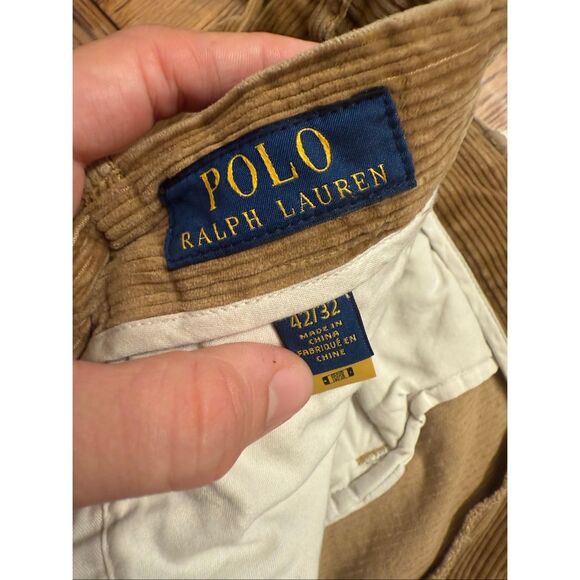 POLO
RALPH LAUREN
42/32
MADE IN
CHINA
FABRIQUÉ EN
CHINE